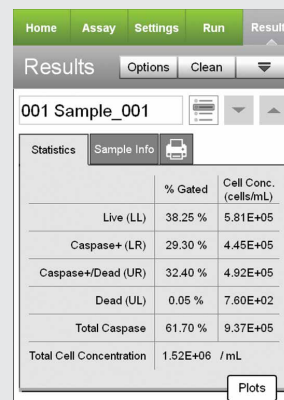 Home Assay Settings Run Result
Results Options Clean
001 Sample_001
Statistics Sample Info
% Gated Cell Conc. (cells/mL)
Live (LL) 38.25 % 5.81E+05
Caspase+ (LR) 29.30 % 4.45E+05
Caspase+/Dead (UR) 32.40 % 4.92E+05
Dead (UL) 0.05 % 7.60E+02
Total Caspase 61.70 % 9.37E+05
Total Cell Concentration 1.52E+06 / mL
Plots